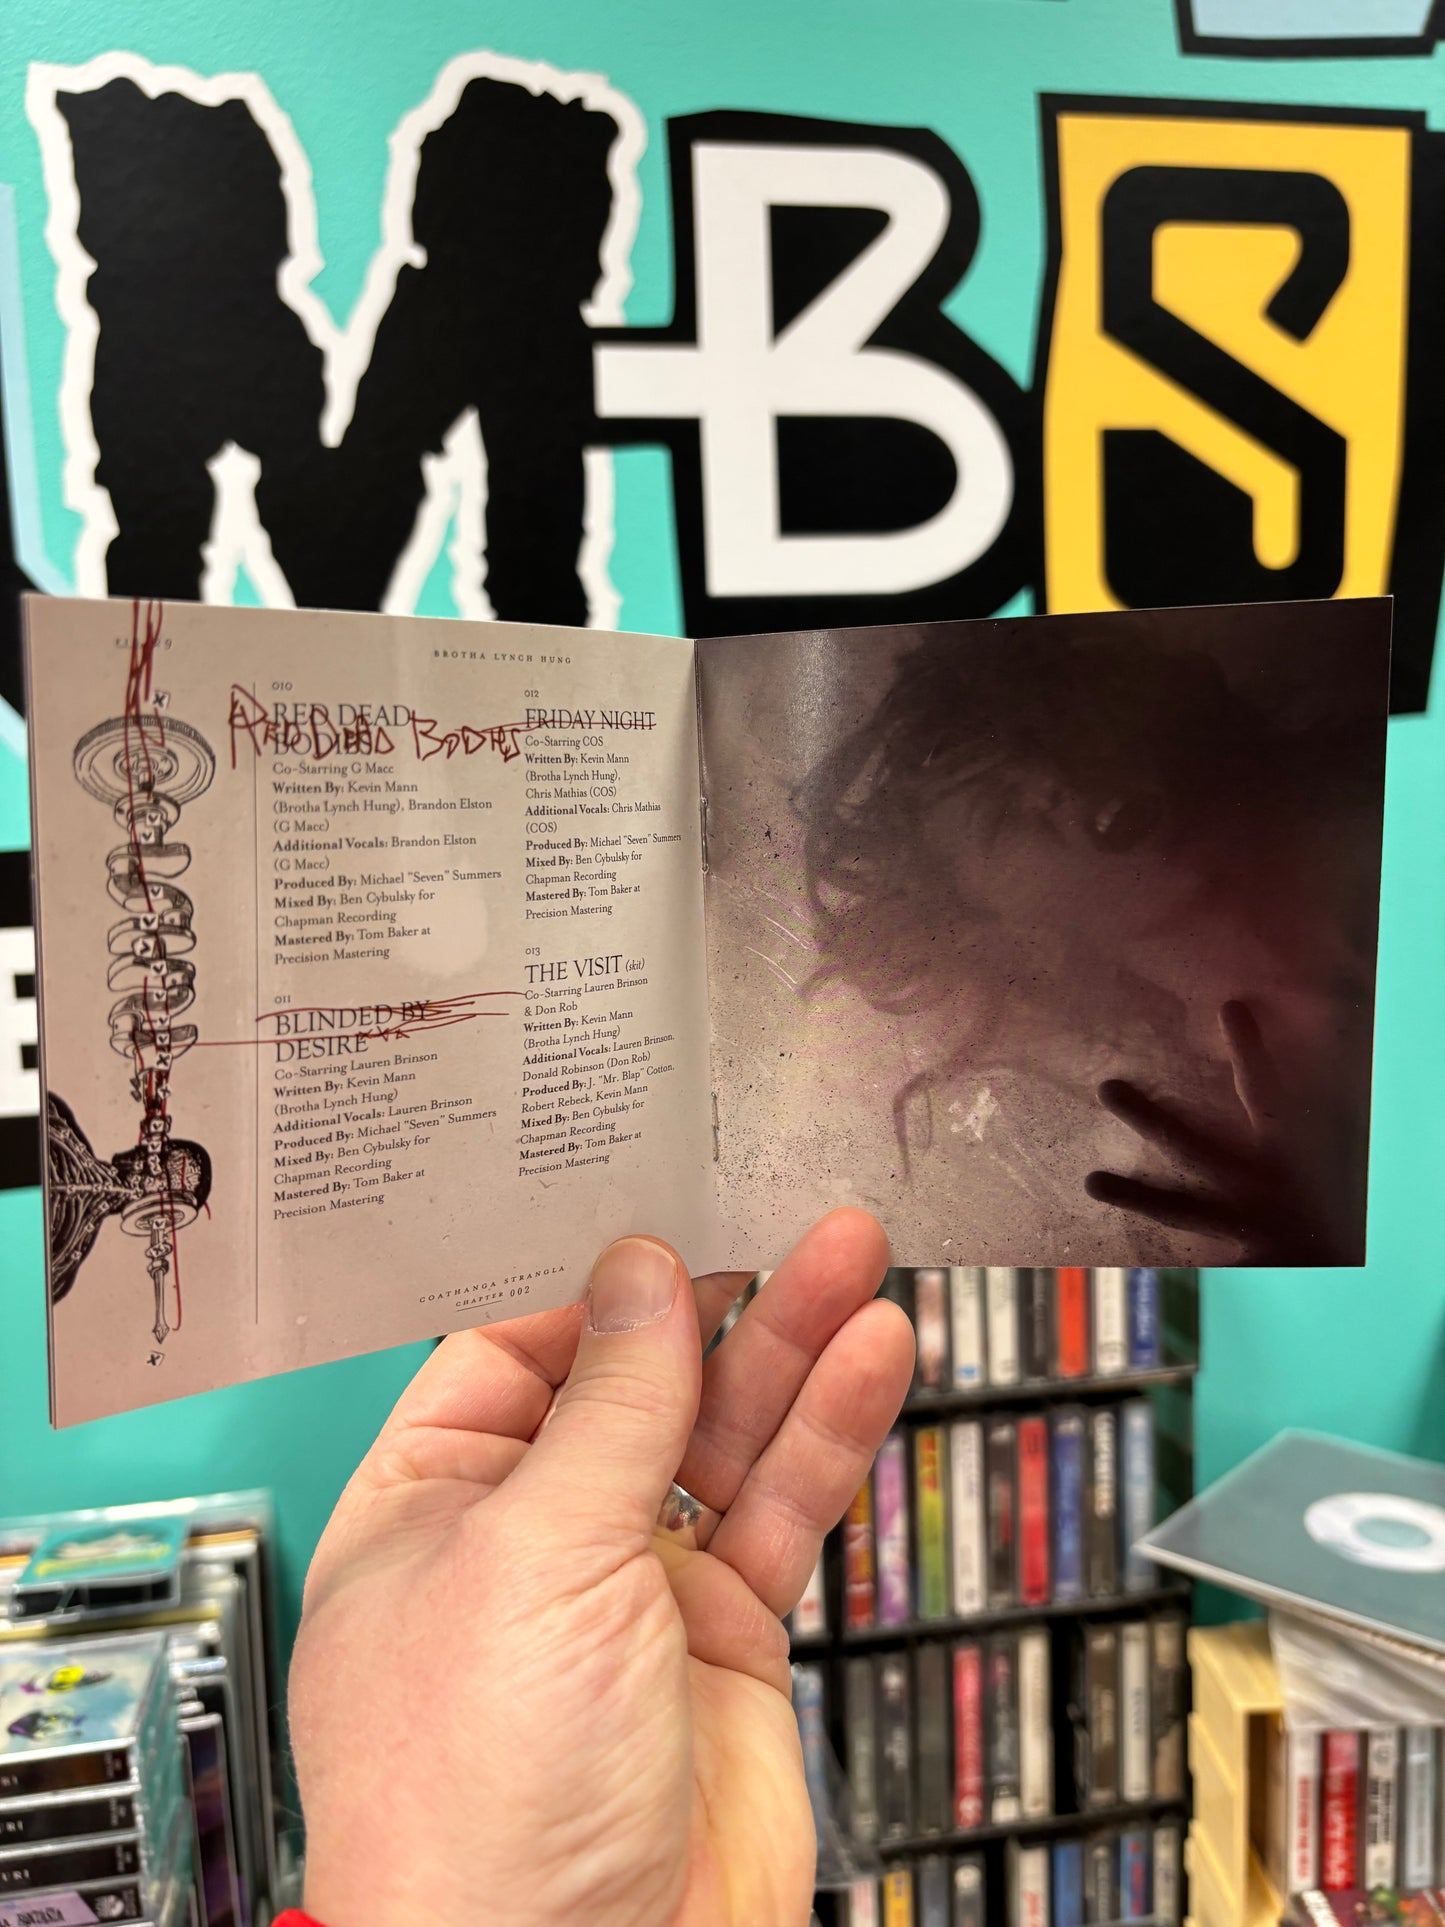 MBS
BROTHA LYNCH HUNG
010
RED DEAD
BODIES
RED DEAD BODIES
Co-Starring G Macc
Written By: Kevin Mann
(Brotha Lynch Hung), Brandon Elston
(G Macc)
Additional Vocals: Brandon Elston
(G Macc)
Produced By: Michael "Seven" Summers
Mixed By: Ben Cybulsky for
Chapman Recording
Mastered By: Tom Baker at
Precision Mastering
011
BLINDED BY
DESIRE
Co-Starring Lauren Brinson
Written By: Kevin Mann
(Brotha Lynch Hung)
Additional Vocals: Lauren Brinson
Produced By: Michael "Seven" Summers
Mixed By: Ben Cybulsky for
Chapman Recording
Mastered By: Tom Baker at
Precision Mastering
012
FRIDAY NIGHT
Co-Starring COS
Written By: Kevin Mann
(Brotha Lynch Hung),
Chris Mathias (COS)
Additional Vocals: Chris Mathias
(COS)
Produced By: Michael "Seven" Summers
Mixed By: Ben Cybulsky for
Chapman Recording
Mastered By: Tom Baker at
Precision Mastering
013
THE VISIT (skit)
Co-Starring Lauren Brinson
& Don Rob
Written By: Kevin Mann
(Brotha Lynch Hung)
Additional Vocals: Lauren Brinson,
Donald Robinson (Don Rob)
Produced By: J. "Mr. Blap" Cotton,
Robert Rebeck, Kevin Mann
Mixed By: Ben Cybulsky for
Chapman Recording
Mastered By: Tom Baker at
Precision Mastering
COATHANGA STRANGLA
CHAPTER 002